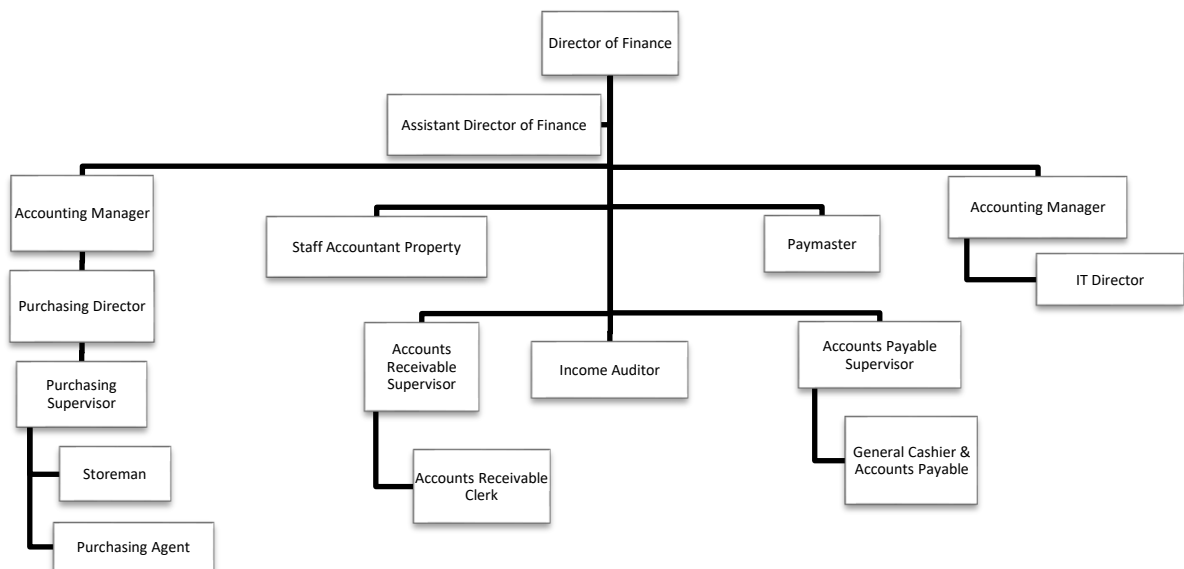 Director of Finance
Assistant Director of Finance
Accounting Manager
Staff Accountant Property
Paymaster
Accounting Manager
IT Director
Purchasing Director
Accounts
Receivable
Supervisor
Income Auditor
Accounts Payable
Supervisor
Purchasing
Supervisor
General Cashier &
Accounts Payable
Storeman
Accounts Receivable
Clerk
Purchasing Agent